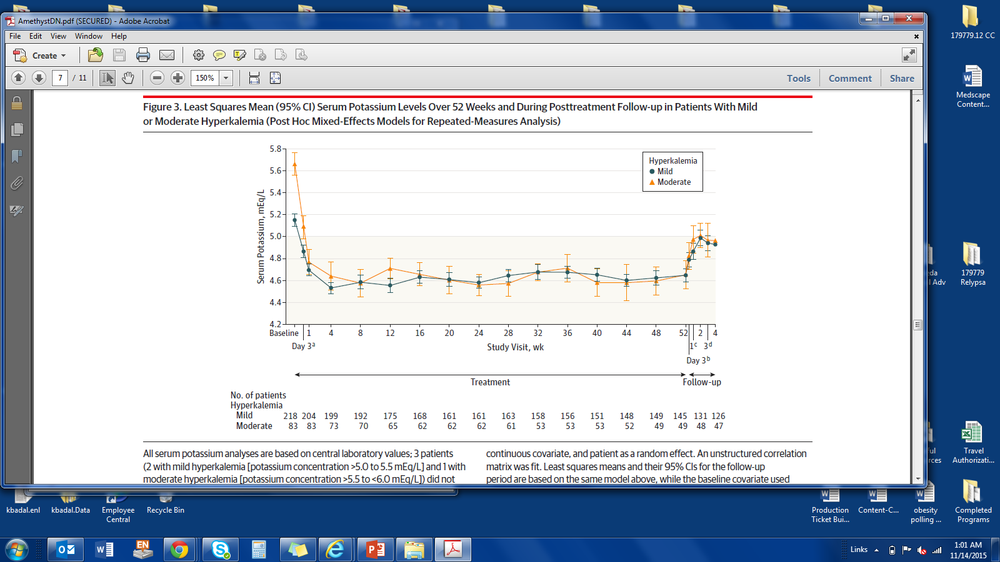 AmethystDN.pdf (SECURED) - Adobe Acrobat
File Edit View Window Help
Create
7 / 11
150%
Tools Comment Share
Figure 3. Least Squares Mean (95% CI) Serum Potassium Levels Over 52 Weeks and During Posttreatment Follow-up in Patients With Mild
or Moderate Hyperkalemia (Post Hoc Mixed-Effects Models for Repeated-Measures Analysis)
Serum Potassium, mEq/L
5.8
5.6
5.4
5.2
5.0
4.8
4.6
4.4
4.2
Hyperkalemia
Mild
Moderate
Baseline 1 4 8 12 16 20 24 28 32 36 40 44 48 52 2 4
Day 3a 1c 3d
Study Visit, wk
Day 3b
Treatment Follow-up
No. of patients
Hyperkalemia
Mild 218 204 199 192 175 168 161 161 163 158 156 151 148 149 145 131 126
Moderate 83 83 73 70 65 62 62 62 61 53 53 53 52 49 49 48 47
All serum potassium analyses are based on central laboratory values; 3 patients
(2 with mild hyperkalemia [potassium concentration >5.0 to 5.5 mEq/L] and 1 with
moderate hyperkalemia [potassium concentration >5.5 to <6.0 mEq/L]) did not
continuous covariate, and patient as a random effect. An unstructured correlation
matrix was fit. Least squares means and their 95% CIs for the follow-up
period are based on the same model above, while the baseline covariate used
179779.12 CC
Medscape
Content...
179779
Relypsa
Travel
Authorizati...
kbadal.enl
kbadal.Data
Employee
Central
Recycle Bin
Production
Ticket Bui...
Content-C...
obesity
polling ...
Completed
Programs
EN
Links
1:01 AM
11/14/2015